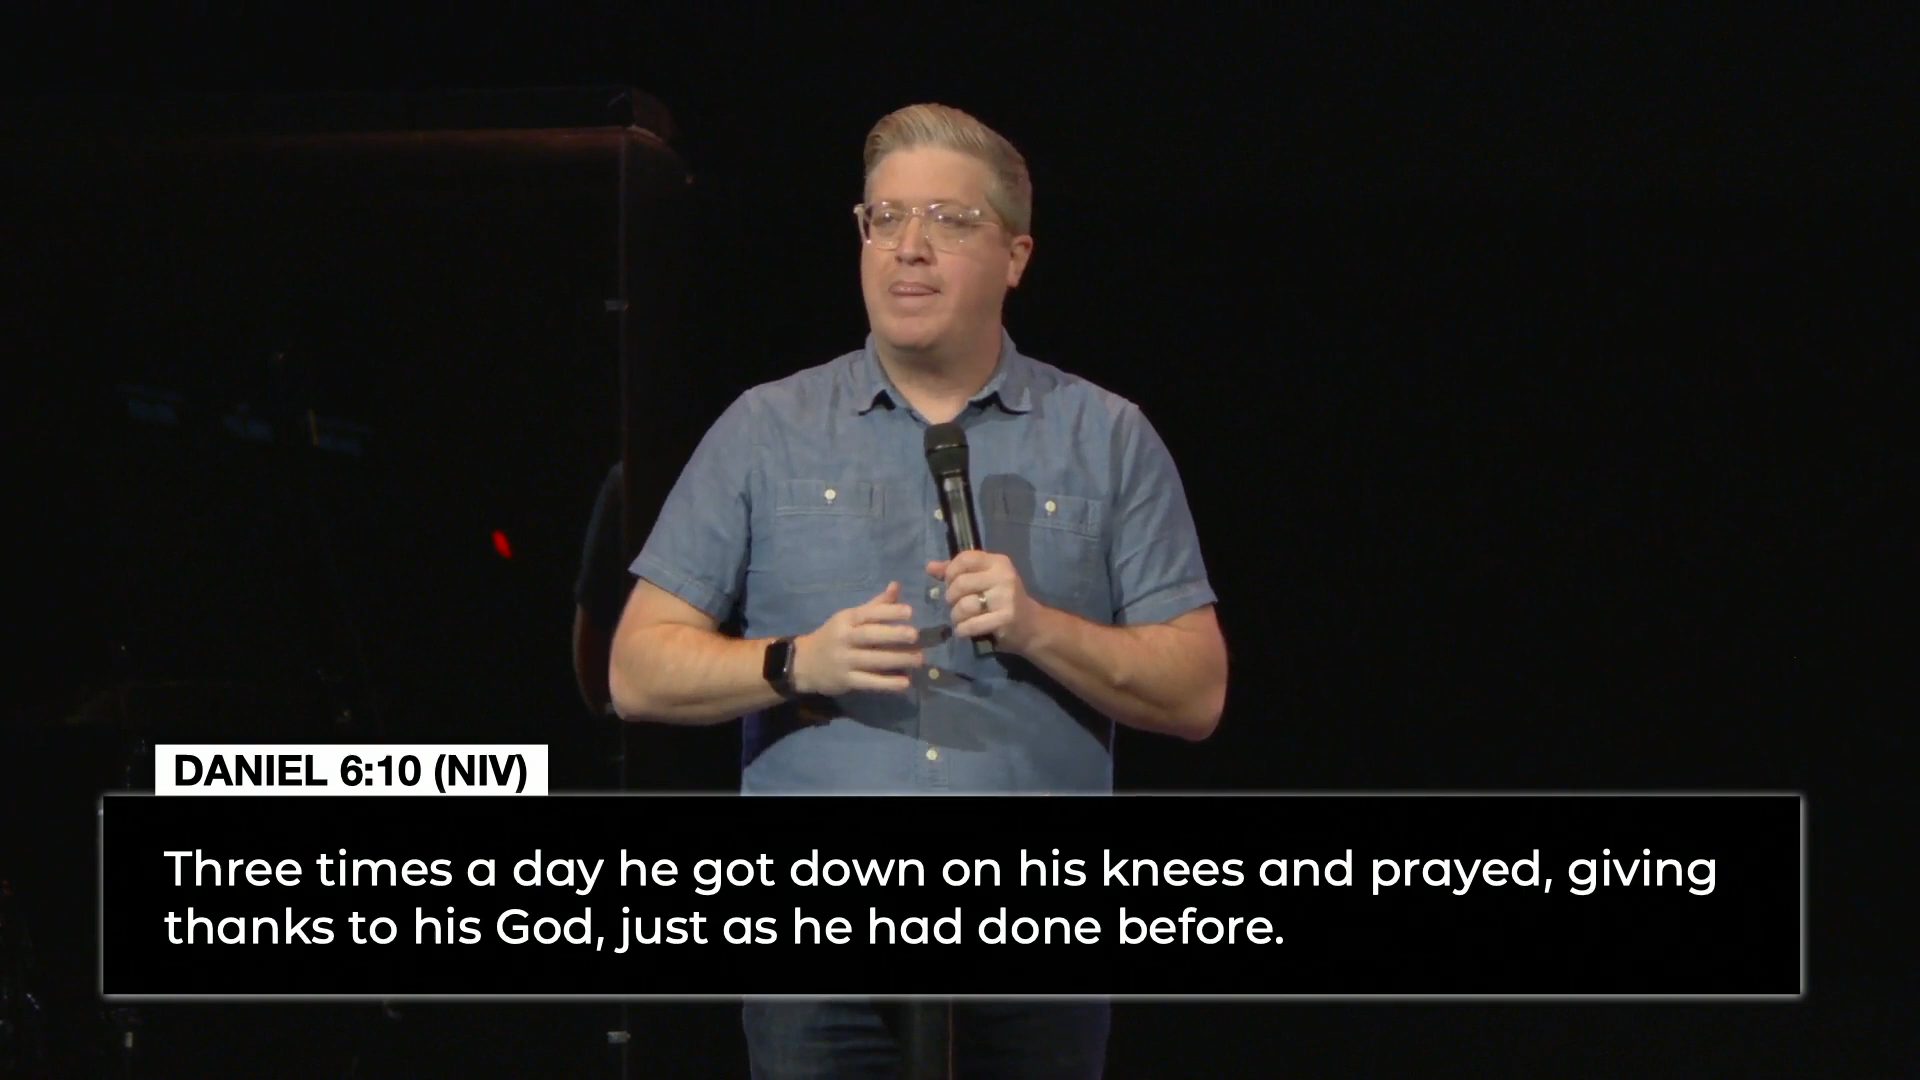 DANIEL 6:10 (NIV)
Three times a day he got down on his knees and prayed, giving
thanks to his God, just as he had done before.